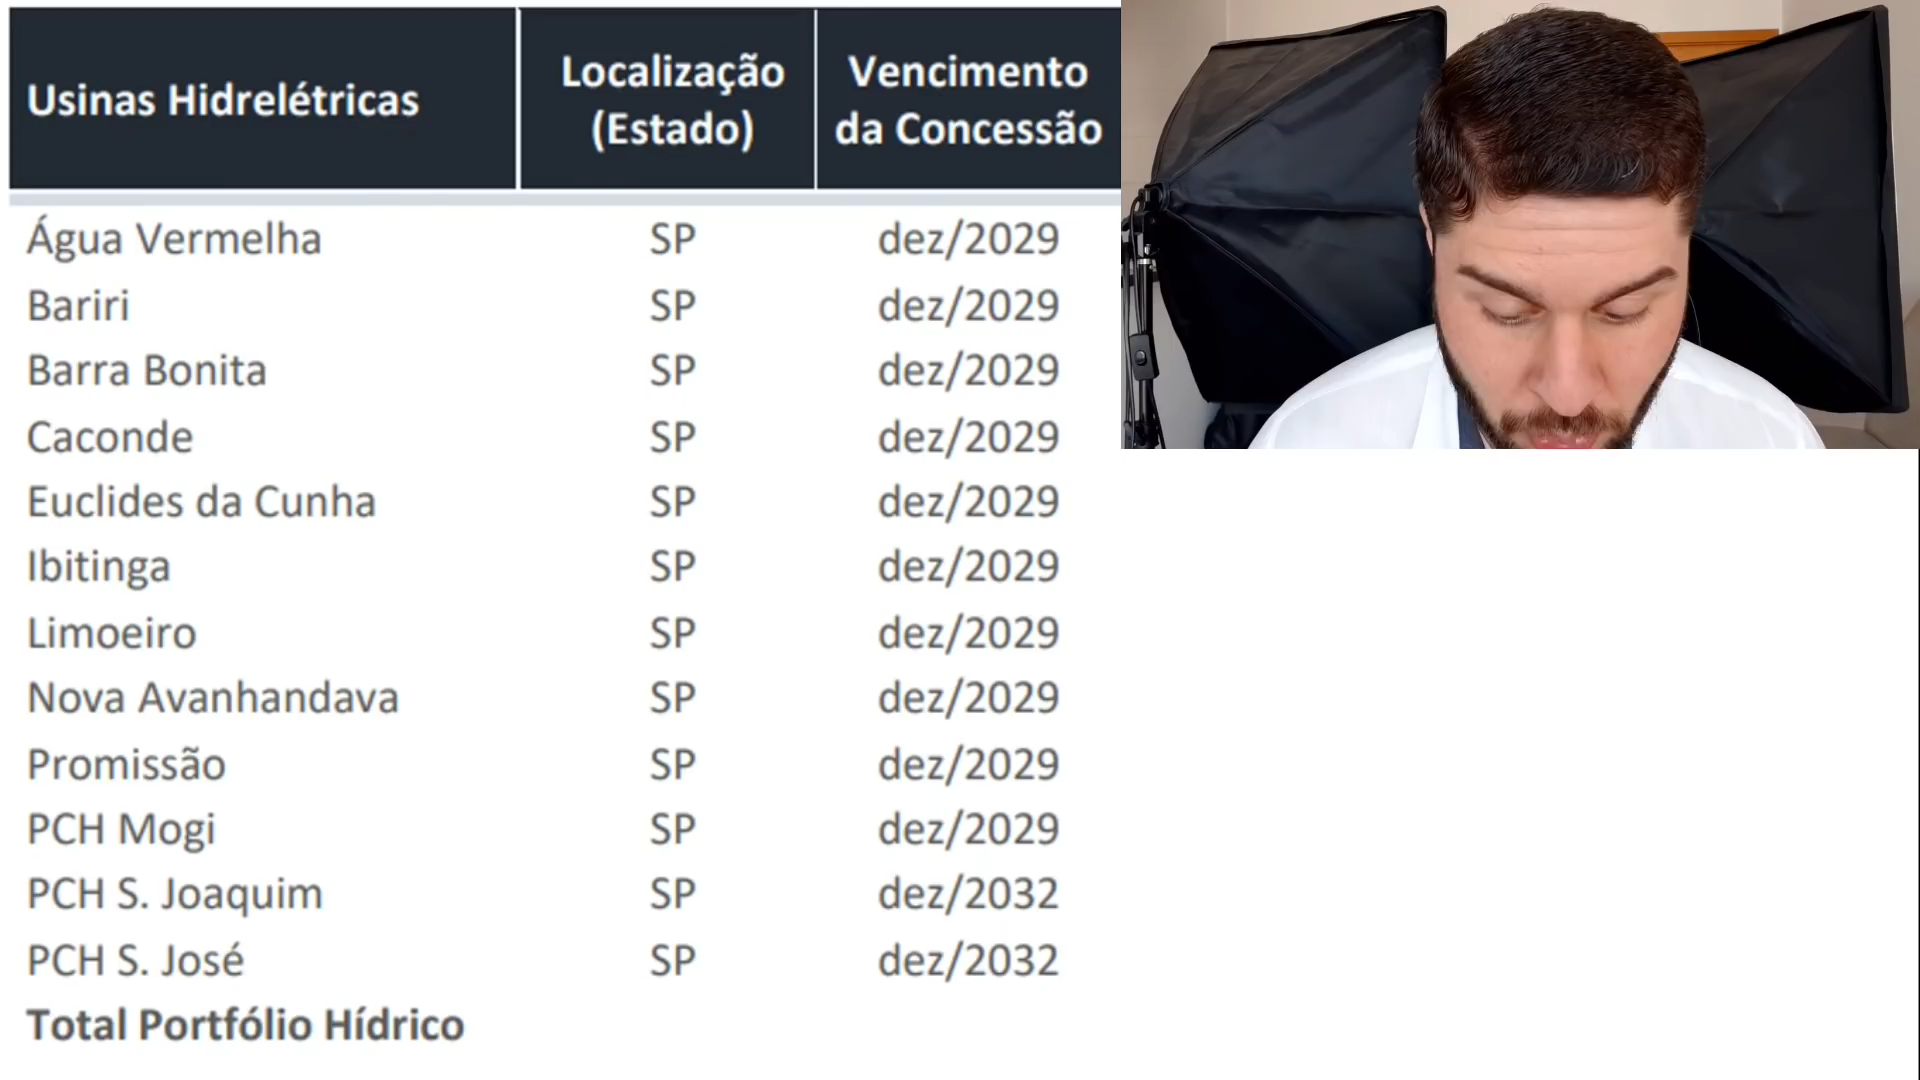 Usinas Hidrelétricas Localização (Estado) Vencimento da Concessão
Água Vermelha SP dez/2029
Bariri SP dez/2029
Barra Bonita SP dez/2029
Caconde SP dez/2029
Euclides da Cunha SP dez/2029
Ibitinga SP dez/2029
Limoeiro SP dez/2029
Nova Avanhandava SP dez/2029
Promissão SP dez/2029
PCH Mogi SP dez/2029
PCH S. Joaquim SP dez/2032
PCH S. José SP dez/2032
Total Portfólio Hídrico